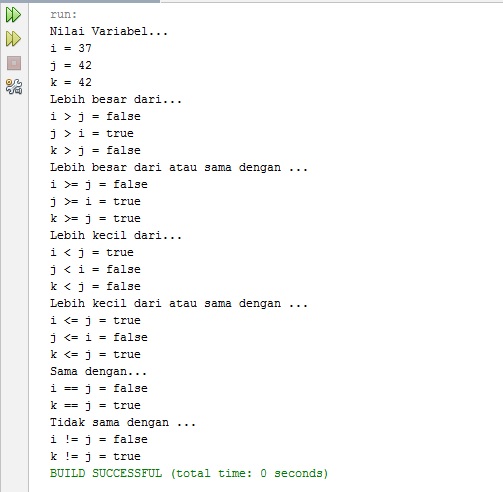 run:
Nilai Variabel...
i = 37
j = 42
k = 42
Lebih besar dari...
i > j = false
j > i = true
k > j = false
Lebih besar dari atau sama dengan ...
i >= j = false
j >= i = true
k >= j = true
Lebih kecil dari...
i < j = true
j < i = false
k < j = false
Lebih kecil dari atau sama dengan ...
i <= j = true
j <= i = false
k <= j = true
Sama dengan...
i == j = false
k == j = true
Tidak sama dengan ...
i != j = false
k != j = true
BUILD SUCCESSFUL (total time: 0 seconds)